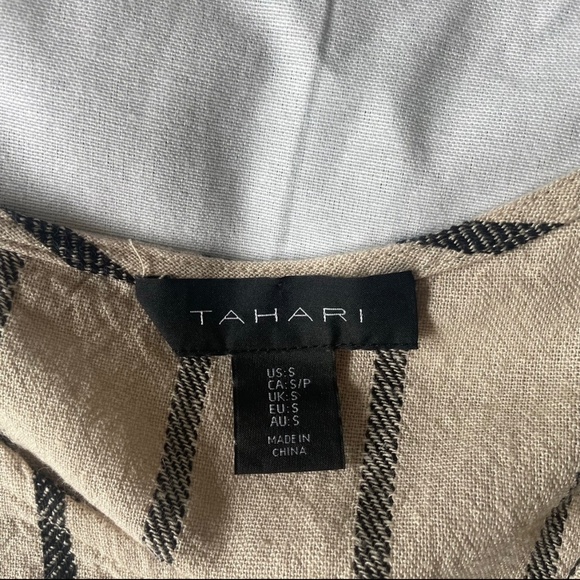 TAHARI
US: S
CA: S/P
UK: S
EU: S
AU: S
MADE IN
CHINA